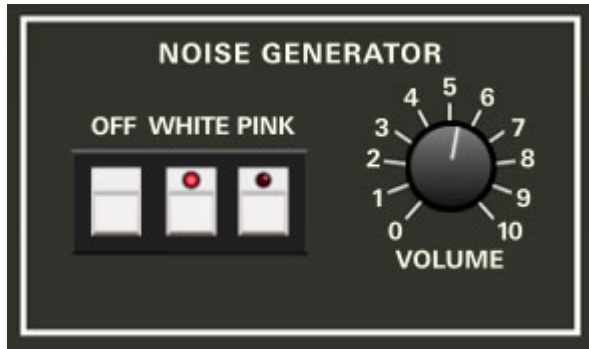 NOISE GENERATOR
OFF WHITE PINK
0 1 2 3 4 5 6 7 8 9 10
VOLUME